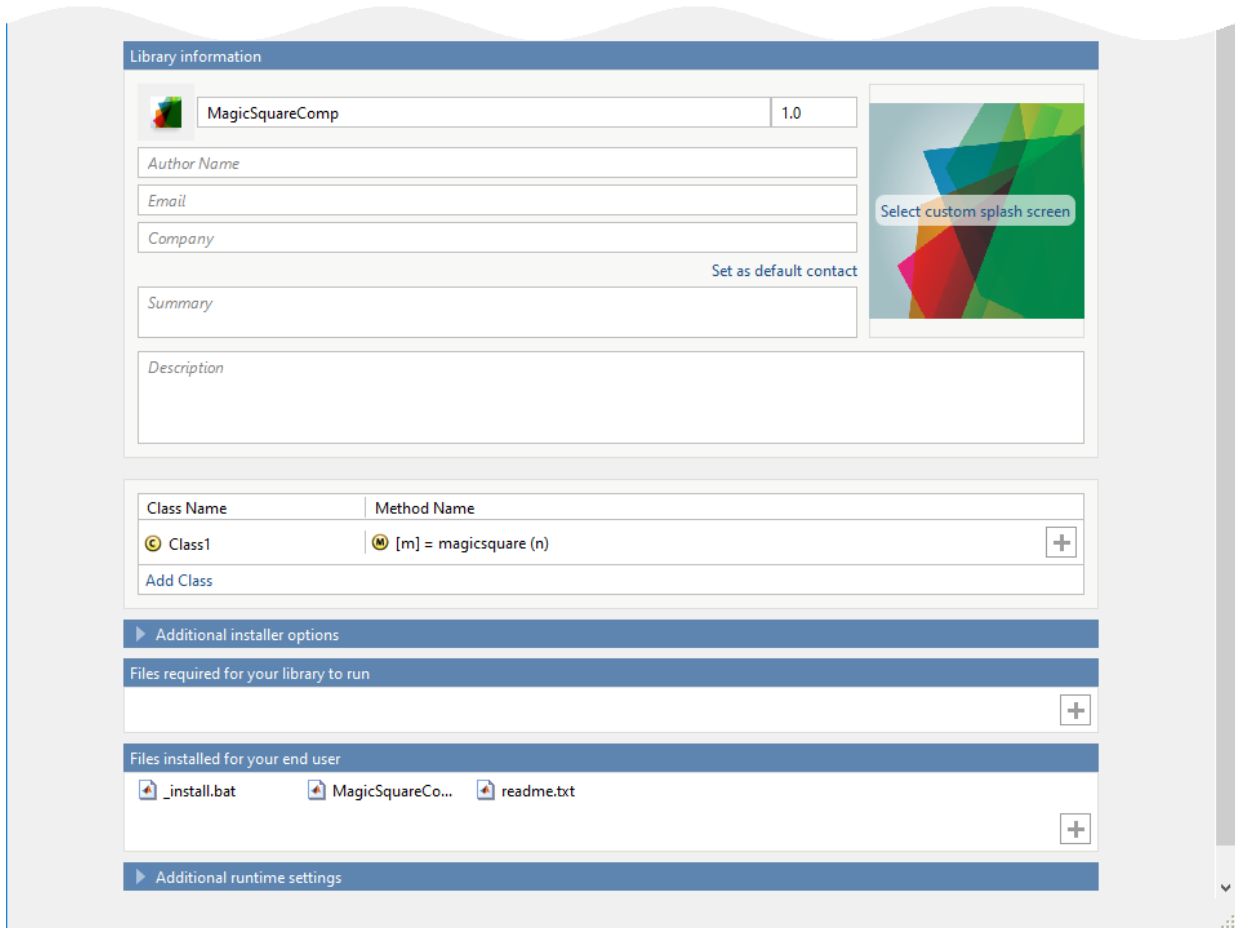 Library information
MagicSquareComp 1.0
Author Name
Email
Select custom splash screen
Company
Set as default contact
Summary
Description
Class Name Method Name
C Class1 M [m] = magicsquare (n)
Add Class
Additional installer options
Files required for your library to run
Files installed for your end user
_install.bat MagicSquareCo... readme.txt
Additional runtime settings